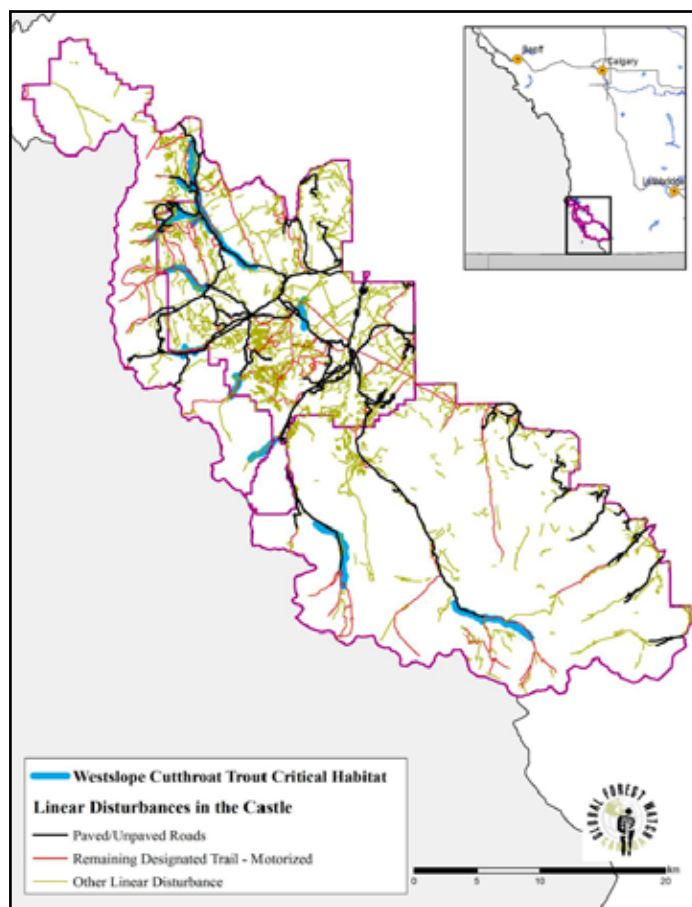 Banff
Calgary
Lethbridge
Westslope Cutthroat Trout Critical Habitat
Linear Disturbances in the Castle
Paved/Unpaved Roads
Remaining Designated Trail - Motorized
Other Linear Disturbance
GLOBAL FOREST WATCH
CANADA
km
0 5 10 20